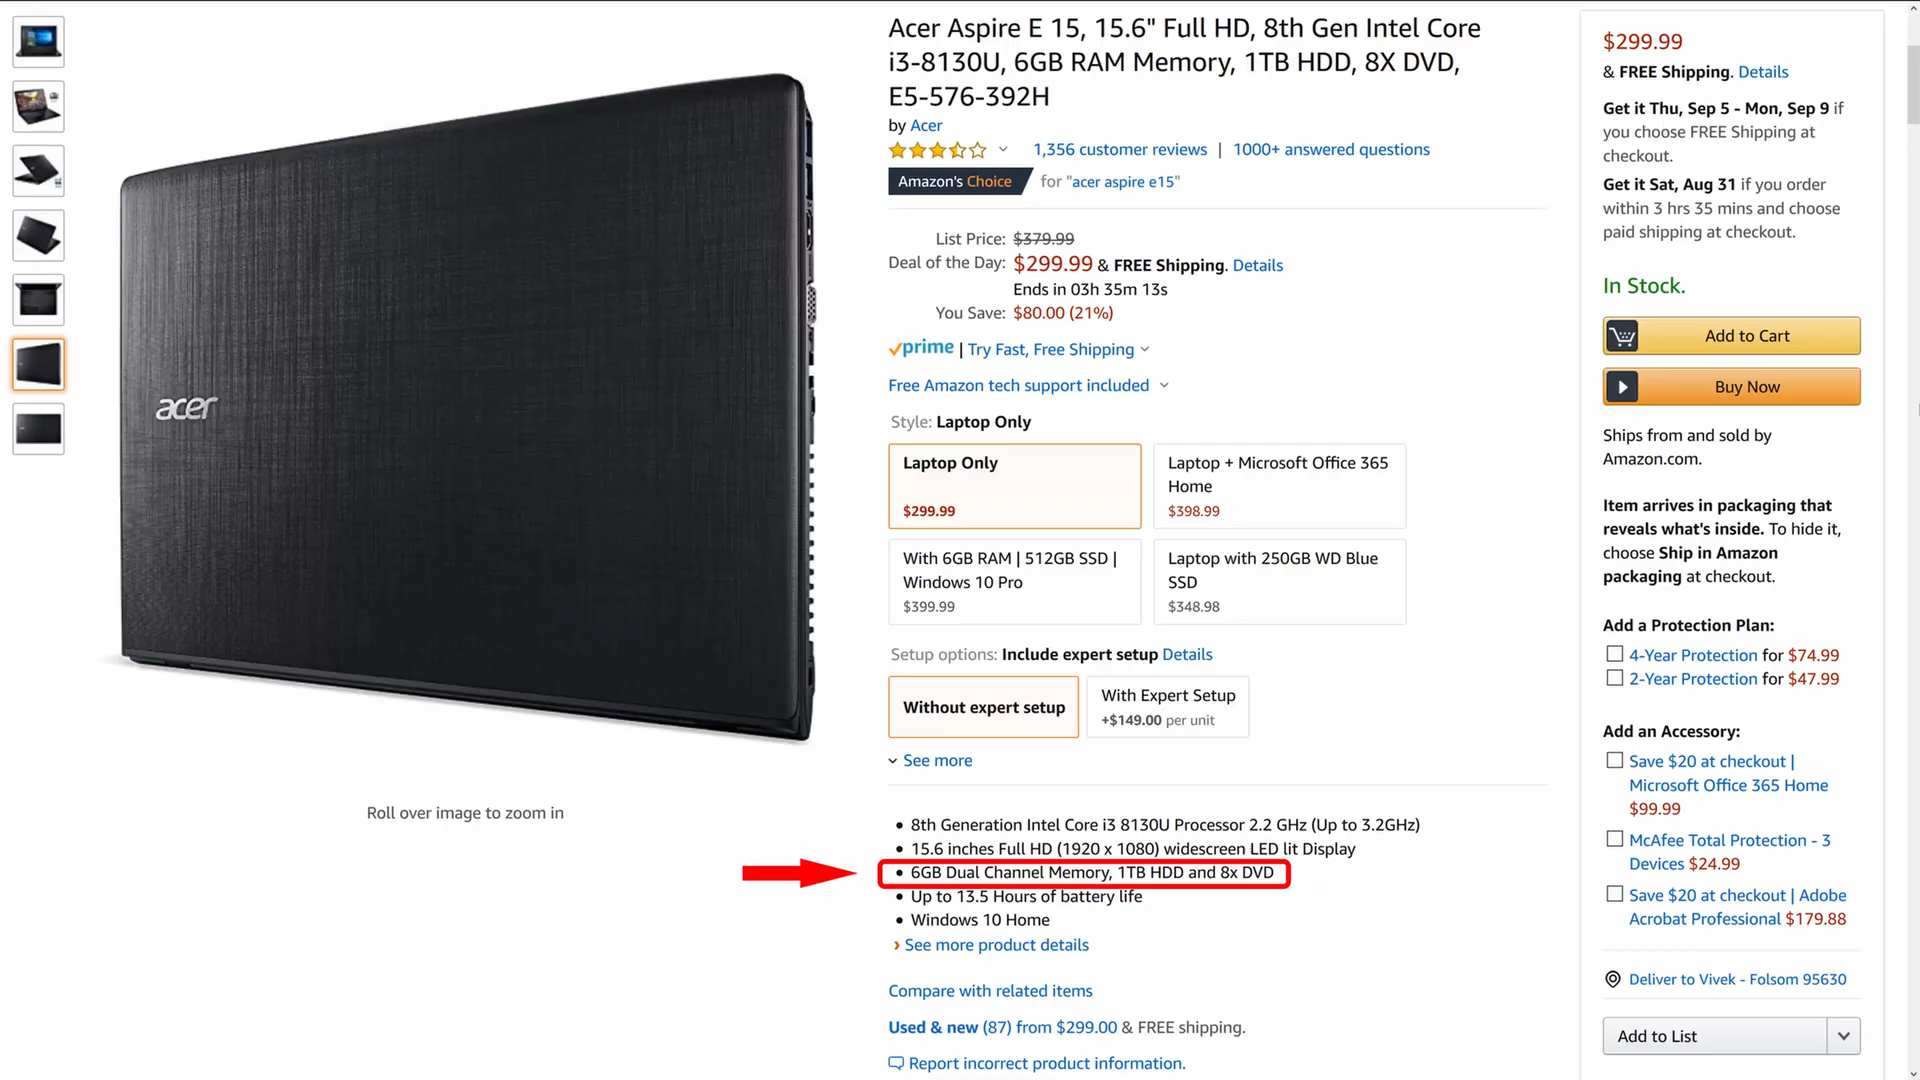 acer
Roll over image to zoom in
Acer Aspire E 15, 15.6" Full HD, 8th Gen Intel Core
i3-8130U, 6GB RAM Memory, 1TB HDD, 8X DVD,
E5-576-392H
by Acer
1,356 customer reviews | 1000+ answered questions
Amazon's Choice for "acer aspire e15"
List Price: $379.99
Deal of the Day: $299.99 & FREE Shipping. Details
Ends in 03h 35m 13s
You Save: $80.00 (21%)
prime | Try Fast, Free Shipping
Free Amazon tech support included
Style: Laptop Only
Laptop Only
$299.99
Laptop + Microsoft Office 365
Home
$398.99
With 6GB RAM | 512GB SSD |
Windows 10 Pro
$399.99
Laptop with 250GB WD Blue
SSD
$348.98
Setup options: Include expert setup Details
Without expert setup
With Expert Setup
+$149.00 per unit
See more
• 8th Generation Intel Core i3 8130U Processor 2.2 GHz (Up to 3.2GHz)
• 15.6 inches Full HD (1920 x 1080) widescreen LED lit Display
• 6GB Dual Channel Memory, 1TB HDD and 8x DVD
• Up to 13.5 Hours of battery life
• Windows 10 Home
› See more product details
Compare with related items
Used & new (87) from $299.00 & FREE shipping.
Report incorrect product information.
$299.99
& FREE Shipping. Details
Get it Thu, Sep 5 - Mon, Sep 9 if
you choose FREE Shipping at
checkout.
Get it Sat, Aug 31 if you order
within 3 hrs 35 mins and choose
paid shipping at checkout.
In Stock.
Add to Cart
Buy Now
Ships from and sold by
Amazon.com.
Item arrives in packaging that
reveals what's inside. To hide it,
choose Ship in Amazon
packaging at checkout.
Add a Protection Plan:
4-Year Protection for $74.99
2-Year Protection for $47.99
Add an Accessory:
Save $20 at checkout |
Microsoft Office 365 Home
$99.99
McAfee Total Protection - 3
Devices $24.99
Save $20 at checkout | Adobe
Acrobat Professional $179.88
Deliver to Vivek - Folsom 95630
Add to List